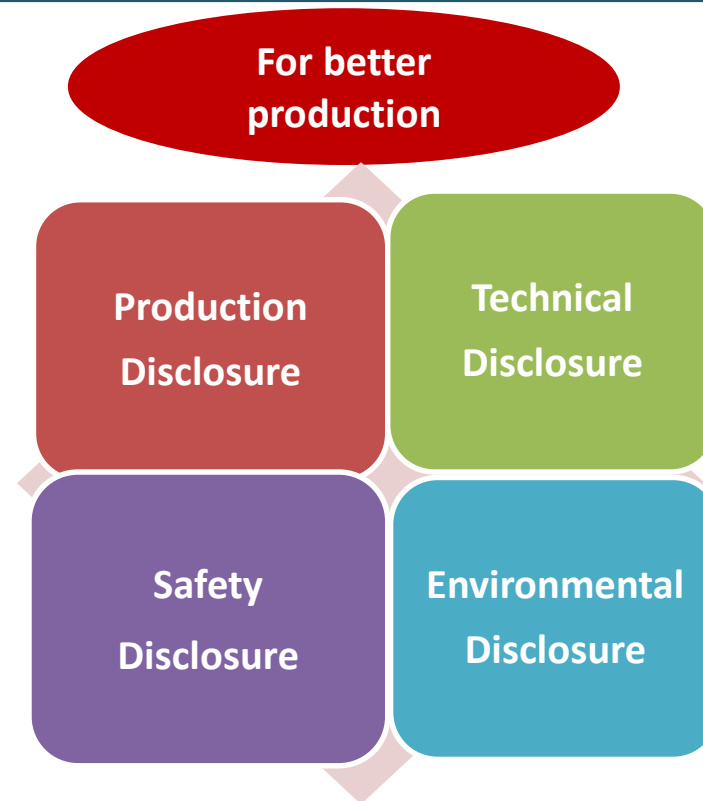 For better
production
Production
Disclosure
Technical
Disclosure
Safety
Disclosure
Environmental
Disclosure